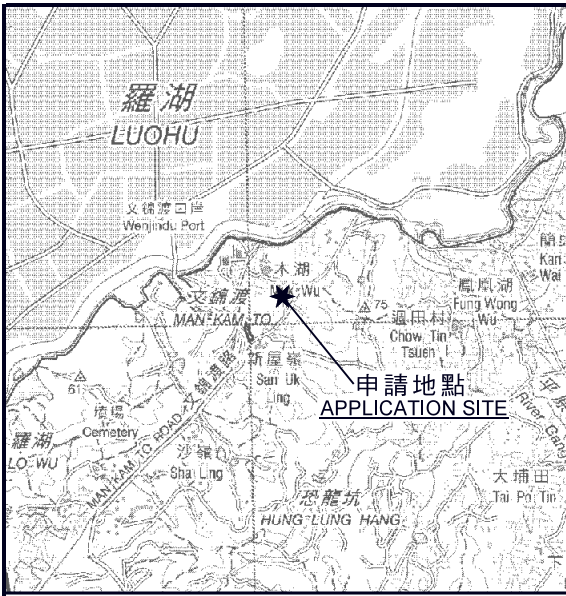 羅湖
LUOHU
文錦渡口岸
Wenjindu Port
木湖
Wu
文錦渡
MAN KAM TO
75
週田村
Chow Tin
Tsuen
鳳凰湖
Fung Wong
Wu
Kan
Wai
新屋嶺
San Uk
Ling
申請地點
APPLICATION SITE
61
墳場
Cemetery
羅湖
LO WU
MAN KAM TO ROAD 文錦渡路
沙嶺
Sha Ling
恐龍坑
HUNG LUNG HANG
平原
River Gang
大埔田
Tai Po Tin
下